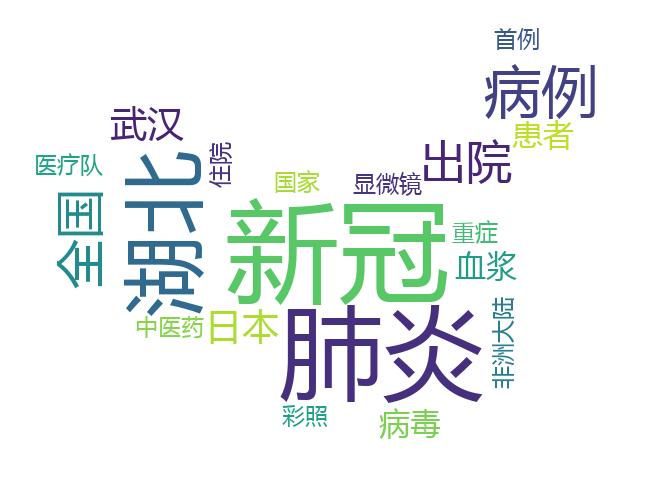 首例
病例
武汉
患者
出院
医疗队
住院
湖北
国家
显微镜
全国
新冠
重症
血浆
中医药
日本
肺炎
非洲大陆
彩照
病毒